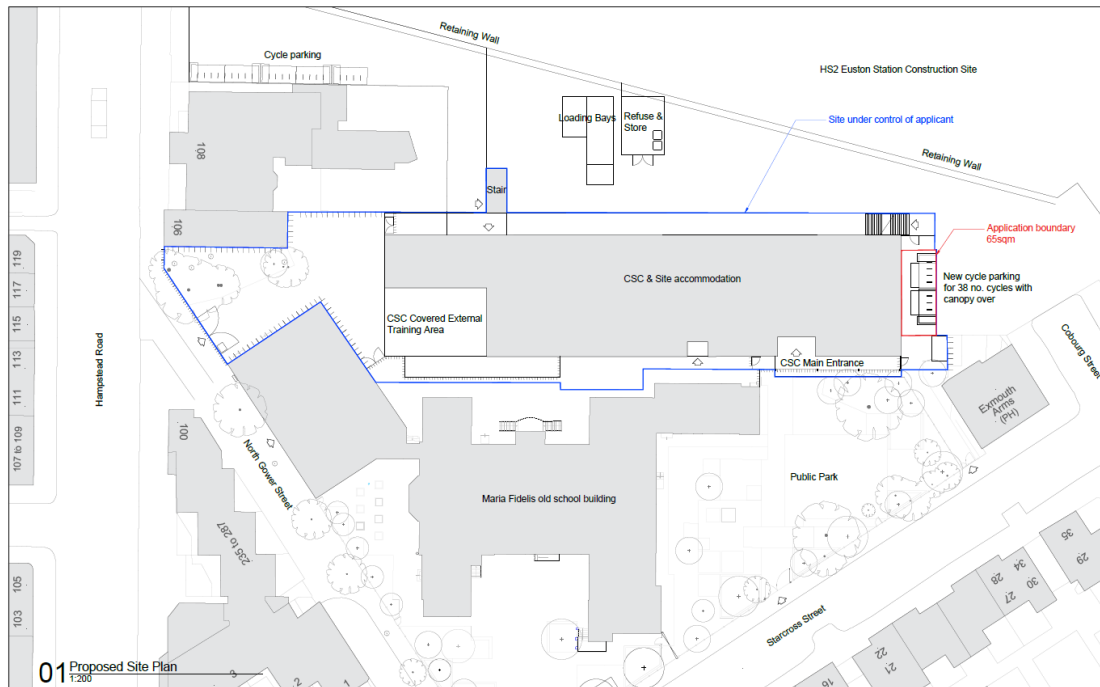 Retaining Wall
Cycle parking
HS2 Euston Station Construction Site
Loading Bays
Refuse &
Store
Site under control of applicant
Retaining Wall
108
Stair
106
Application boundary
65sqm
119
117
115
113
111
107 to 109
CSC & Site accommodation
New cycle parking
for 38 no. cycles with
canopy over
CSC Covered External
Training Area
Hampstead Road
Cobourg Street
CSC Main Entrance
Exmouth
Arms
(PH)
100
North Gower Street
Public Park
Maria Fidelis old school building
235 to 287
35
29
34
30
28
27
Starcross Street
105
103
22
21
16
3
2
1
01 Proposed Site Plan
1:200